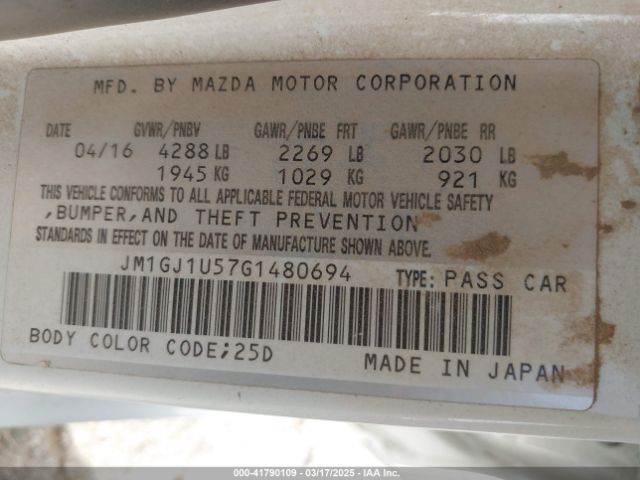 MFD. BY MAZDA MOTOR CORPORATION
DATE GVWR/PNBV GAWR/PNBE FRT GAWR/PNBE RR
04/16 4288 LB 2269 LB 2030 LB
1945 KG 1029 KG 921 KG
THIS VEHICLE CONFORMS TO ALL APPLICABLE FEDERAL MOTOR VEHICLE SAFETY
,BUMPER,AND THEFT PREVENTION
STANDARDS IN EFFECT ON THE DATE OF MANUFACTURE SHOWN ABOVE.
JM1GJ1U57G1480694 TYPE: PASS CAR
BODY COLOR CODE;25D MADE IN JAPAN
000-41790109 - 03/17/2025 - IAA Inc.